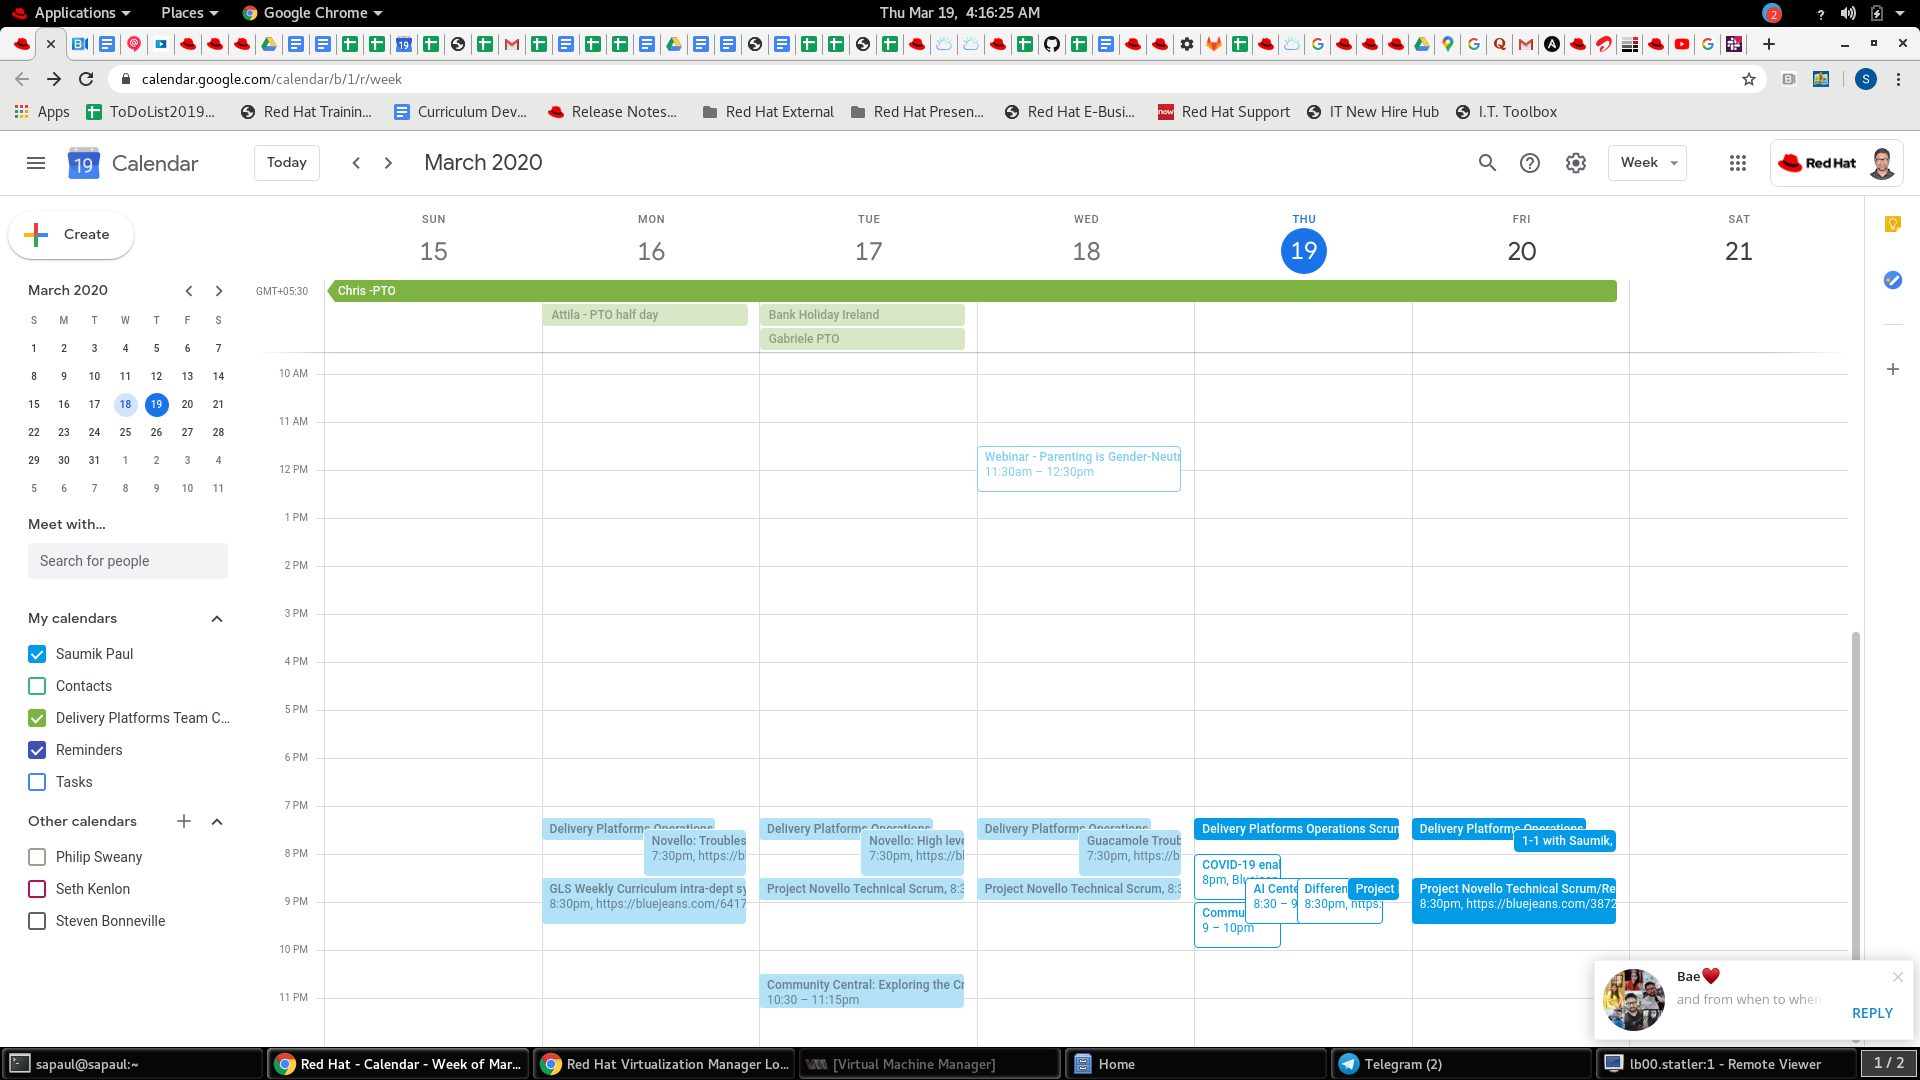 Applications Places Google Chrome Thu Mar 19, 4:16:25 AM 2 ?
calendar.google.com/calendar/b/1/r/week S
Apps ToDoList2019... Red Hat Trainin... Curriculum Dev... Release Notes... Red Hat External Red Hat Presen... Red Hat E-Busi... now Red Hat Support IT New Hire Hub I.T. Toolbox
19 Calendar Today March 2020 Week Red Hat
Create
SUN MON TUE WED THU FRI SAT
15 16 17 18 19 20 21
March 2020
GMT+05:30 Chris -PTO
Attila - PTO half day Bank Holiday Ireland
Gabriele PTO
S M T W T F S
1 2 3 4 5 6 7
8 9 10 11 12 13 14
15 16 17 18 19 20 21
22 23 24 25 26 27 28
29 30 31 1 2 3 4
5 6 7 8 9 10 11
Meet with...
Search for people
My calendars
Saumik Paul
Contacts
Delivery Platforms Team C...
Reminders
Tasks
Other calendars
Philip Sweany
Seth Kenlon
Steven Bonneville
10 AM
11 AM
12 PM
1 PM
2 PM
3 PM
4 PM
5 PM
6 PM
7 PM
8 PM
9 PM
10 PM
11 PM
Delivery Platforms Operations
Novello: Troubles
7:30pm, https://bl
GLS Weekly Curriculum intra-dept sy
8:30pm, https://bluejeans.com/6417
Delivery Platforms Operations
Novello: High leve
7:30pm, https://bl
Project Novello Technical Scrum, 8:3
Community Central: Exploring the Cr
10:30 – 11:15pm
Webinar - Parenting is Gender-Neutr
11:30am – 12:30pm
Delivery Platforms Operations
Guacamole Troub
7:30pm, https://b
Project Novello Technical Scrum, 8:3
Delivery Platforms Operations Scrum
COVID-19 enal
8pm, Bluejean
AI Cente
8:30 – 9
Differen
8:30pm, https:
Project
Commu
9 – 10pm
Delivery Platforms Operations
1-1 with Saumik,
Project Novello Technical Scrum/Re
8:30pm, https://bluejeans.com/3872
Bae
and from when to when
REPLY
sapaul@sapaul:~ Red Hat - Calendar - Week of Mar... Red Hat Virtualization Manager Lo... [Virtual Machine Manager] Home Telegram (2) lb00.statler:1 - Remote Viewer 1 / 2